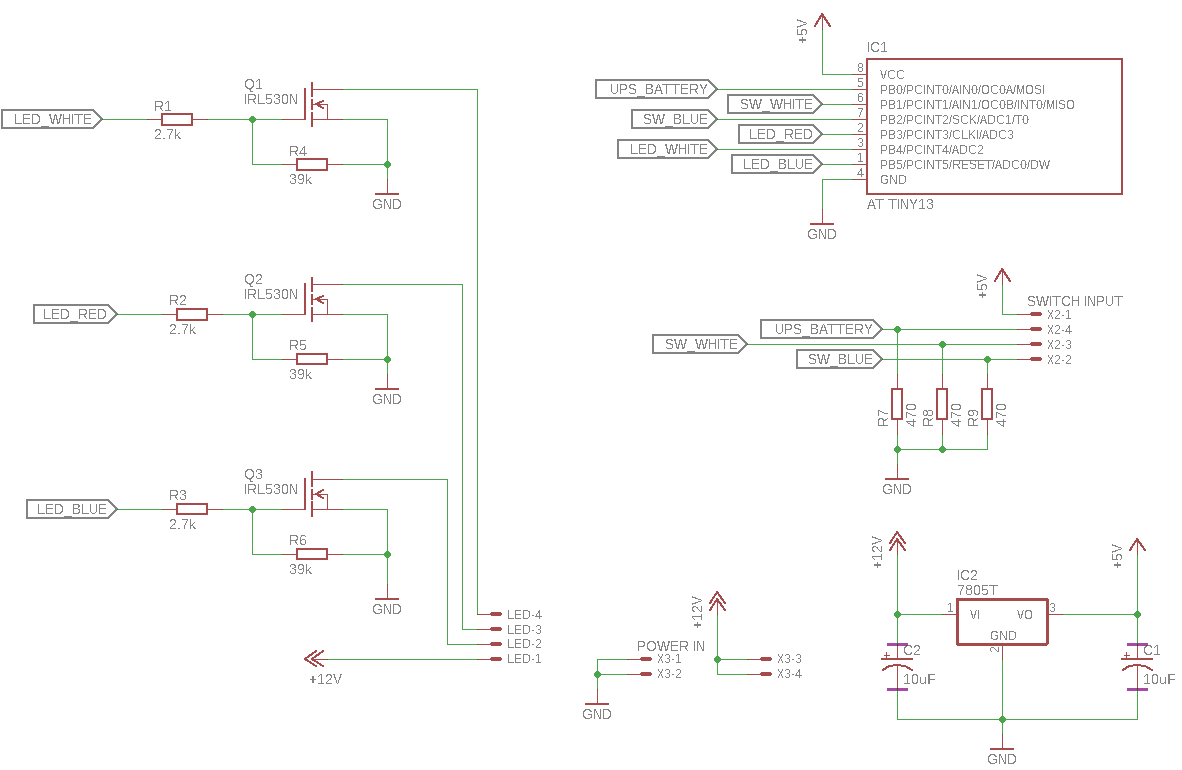 Q1
IRL530N
LED_WHITE
R1
2.7k
R4
39k
GND
Q2
IRL530N
LED_RED
R2
2.7k
R5
39k
GND
Q3
IRL530N
LED_BLUE
R3
2.7k
R6
39k
GND
LED-4
LED-3
LED-2
LED-1
+12V
+5V
IC1
8 VCC
UPS_BATTERY 5 PB0/PCINT0/AIN0/OC0A/MOSI
SW_WHITE 6 PB1/PCINT1/AIN1/OC0B/INT0/MISO
SW_BLUE 7 PB2/PCINT2/SCK/ADC1/T0
LED_RED 2 PB3/PCINT3/CLKI/ADC3
LED_WHITE 3 PB4/PCINT4/ADC2
LED_BLUE 1 PB5/PCINT5/RESET/ADC0/DW
4 GND
AT TINY13
GND
+5V
SWITCH INPUT
X2-1
UPS_BATTERY X2-4
SW_WHITE X2-3
SW_BLUE X2-2
R7 470 R8 470 R9 470
GND
+12V
POWER IN
X3-1 X3-3
X3-2 X3-4
GND
+12V
+5V
IC2
7805T
1 VI VO 3
GND
2
C2
10uF
C1
10uF
GND